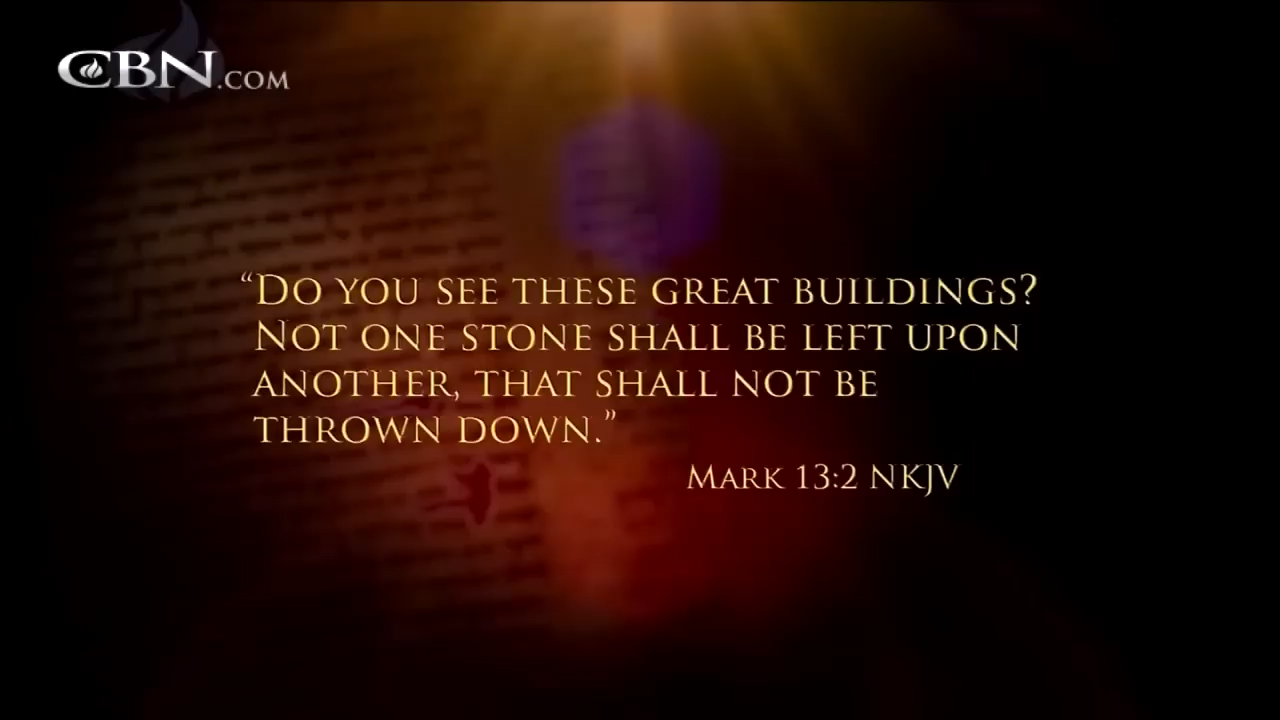 CBN.COM
“DO YOU SEE THESE GREAT BUILDINGS?
NOT ONE STONE SHALL BE LEFT UPON
ANOTHER, THAT SHALL NOT BE
THROWN DOWN.”
MARK 13:2 NKJV